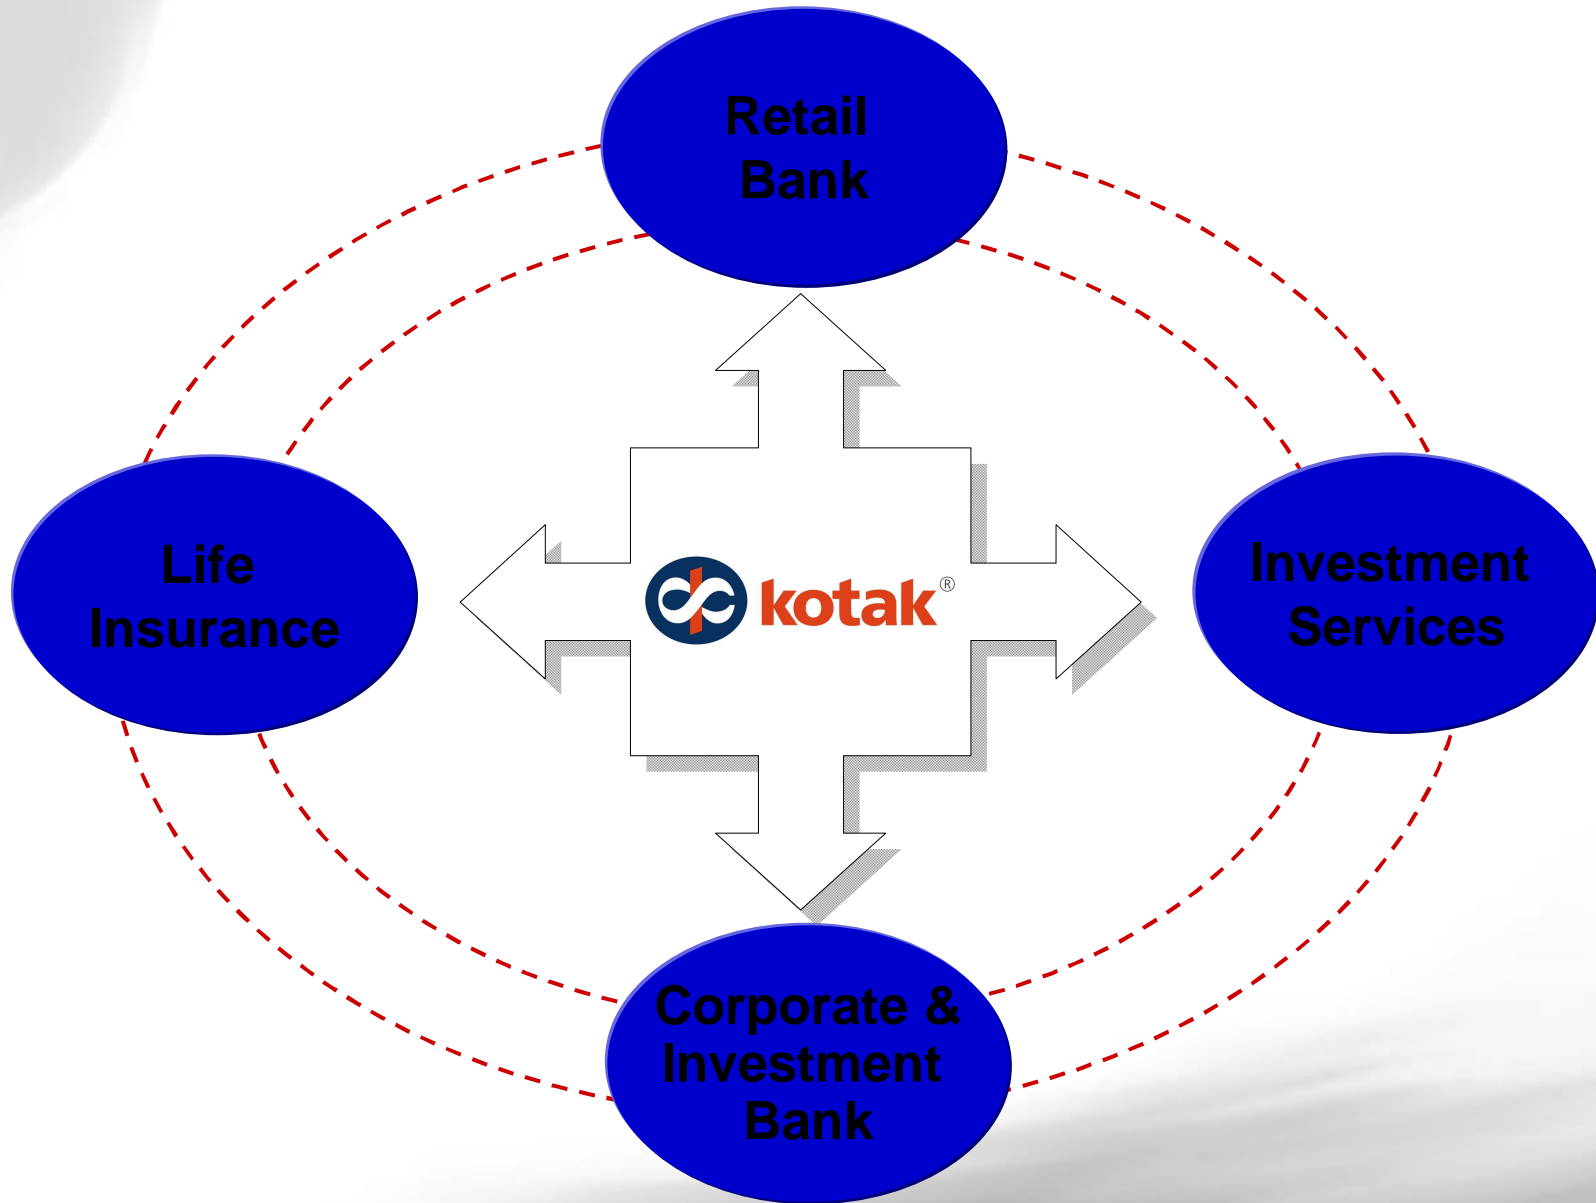 Retail
Bank
Life
Insurance
kotak®
Investment
Services
Corporate &
Investment
Bank